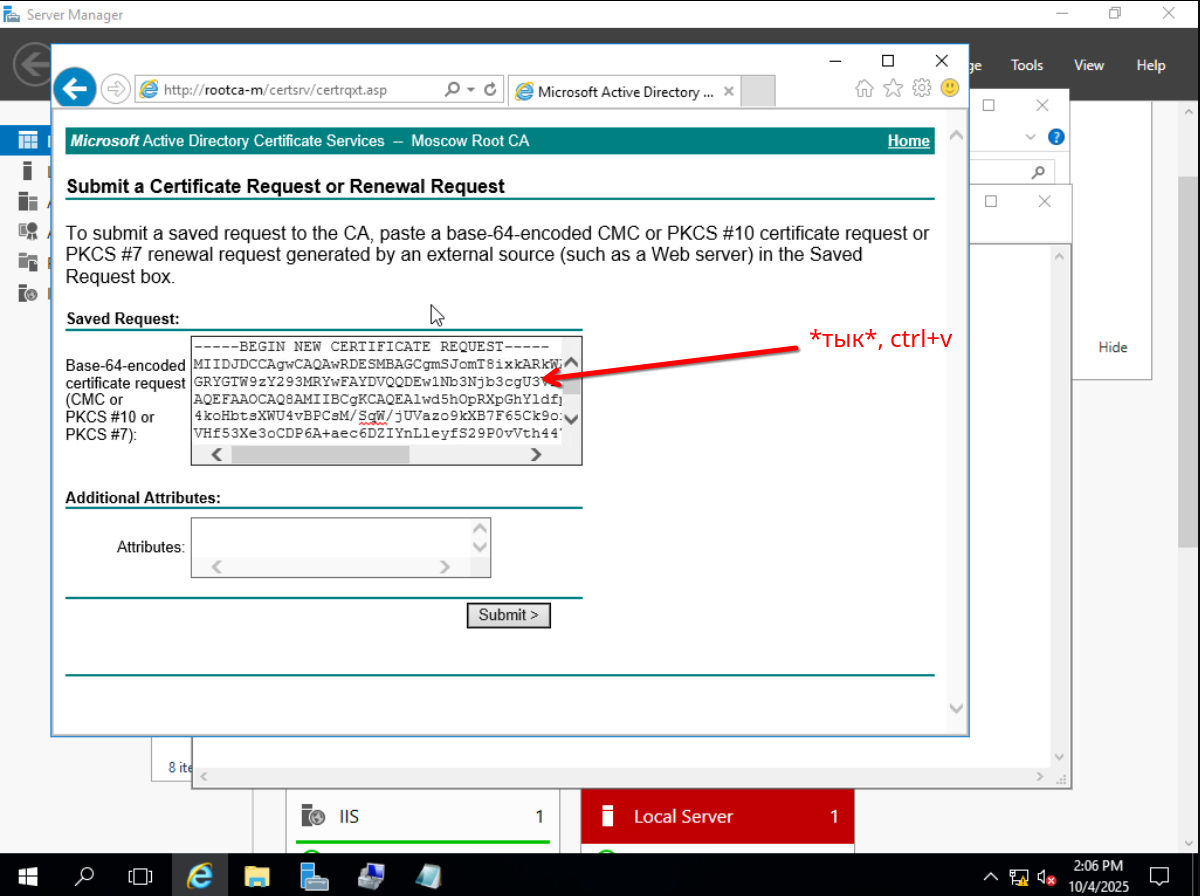 Server Manager
Tools
View
Help
http://rootca-m/certsrv/certrqxt.asp
Microsoft Active Directory ...
Microsoft Active Directory Certificate Services -- Moscow Root CA
Home
Submit a Certificate Request or Renewal Request
To submit a saved request to the CA, paste a base-64-encoded CMC or PKCS #10 certificate request or
PKCS #7 renewal request generated by an external source (such as a Web server) in the Saved
Request box.
Saved Request:
Base-64-encoded
certificate request
(CMC or
PKCS #10 or
PKCS #7):
-----BEGIN NEW CERTIFICATE REQUEST-----
MIIDJDCCAgwCAQAwRDESMBAGCgmSJomT8ixkARkW
GRYGTW9zY293MRYwFAYDVQQDEw1Nb3Njb3cgU3V
AQEFAAOCAQ8AMIIBCgKCAQEAlwd5hOpRXpGhYldf
4koHbtsXWU4vBPCsM/SqW/jUVazo9kXB7F65Ck9o
VHf53Xe3oCDP6A+aec6DZIYnLleyfS29P0vVth44
*тык*, ctrl+v
Hide
Additional Attributes:
Attributes:
Submit >
8
IIS
1
Local Server
1
2:06 PM
10/4/2025